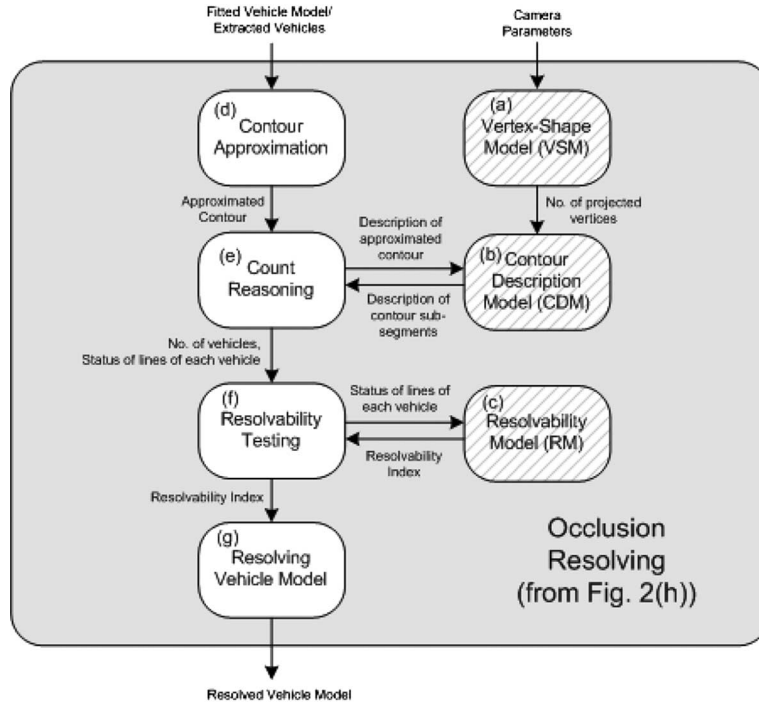 Fitted Vehicle Model/
Extracted Vehicles
Camera
Parameters
(d)
Contour
Approximation
(a)
Vertex-Shape
Model (VSM)
Approximated
Contour
No. of projected
vertices
Description of
approximated
contour
(e)
Count
Reasoning
(b)
Contour
Description
Model (CDM)
Description of
contour sub-
segments
No. of vehicles,
Status of lines of each vehicle
Status of lines of
each vehicle
(f)
Resolvability
Testing
(c)
Resolvability
Model (RM)
Resolvability
Index
Resolvability Index
(g)
Resolving
Vehicle Model
Occlusion
Resolving
(from Fig. 2(h))
Resolved Vehicle Model